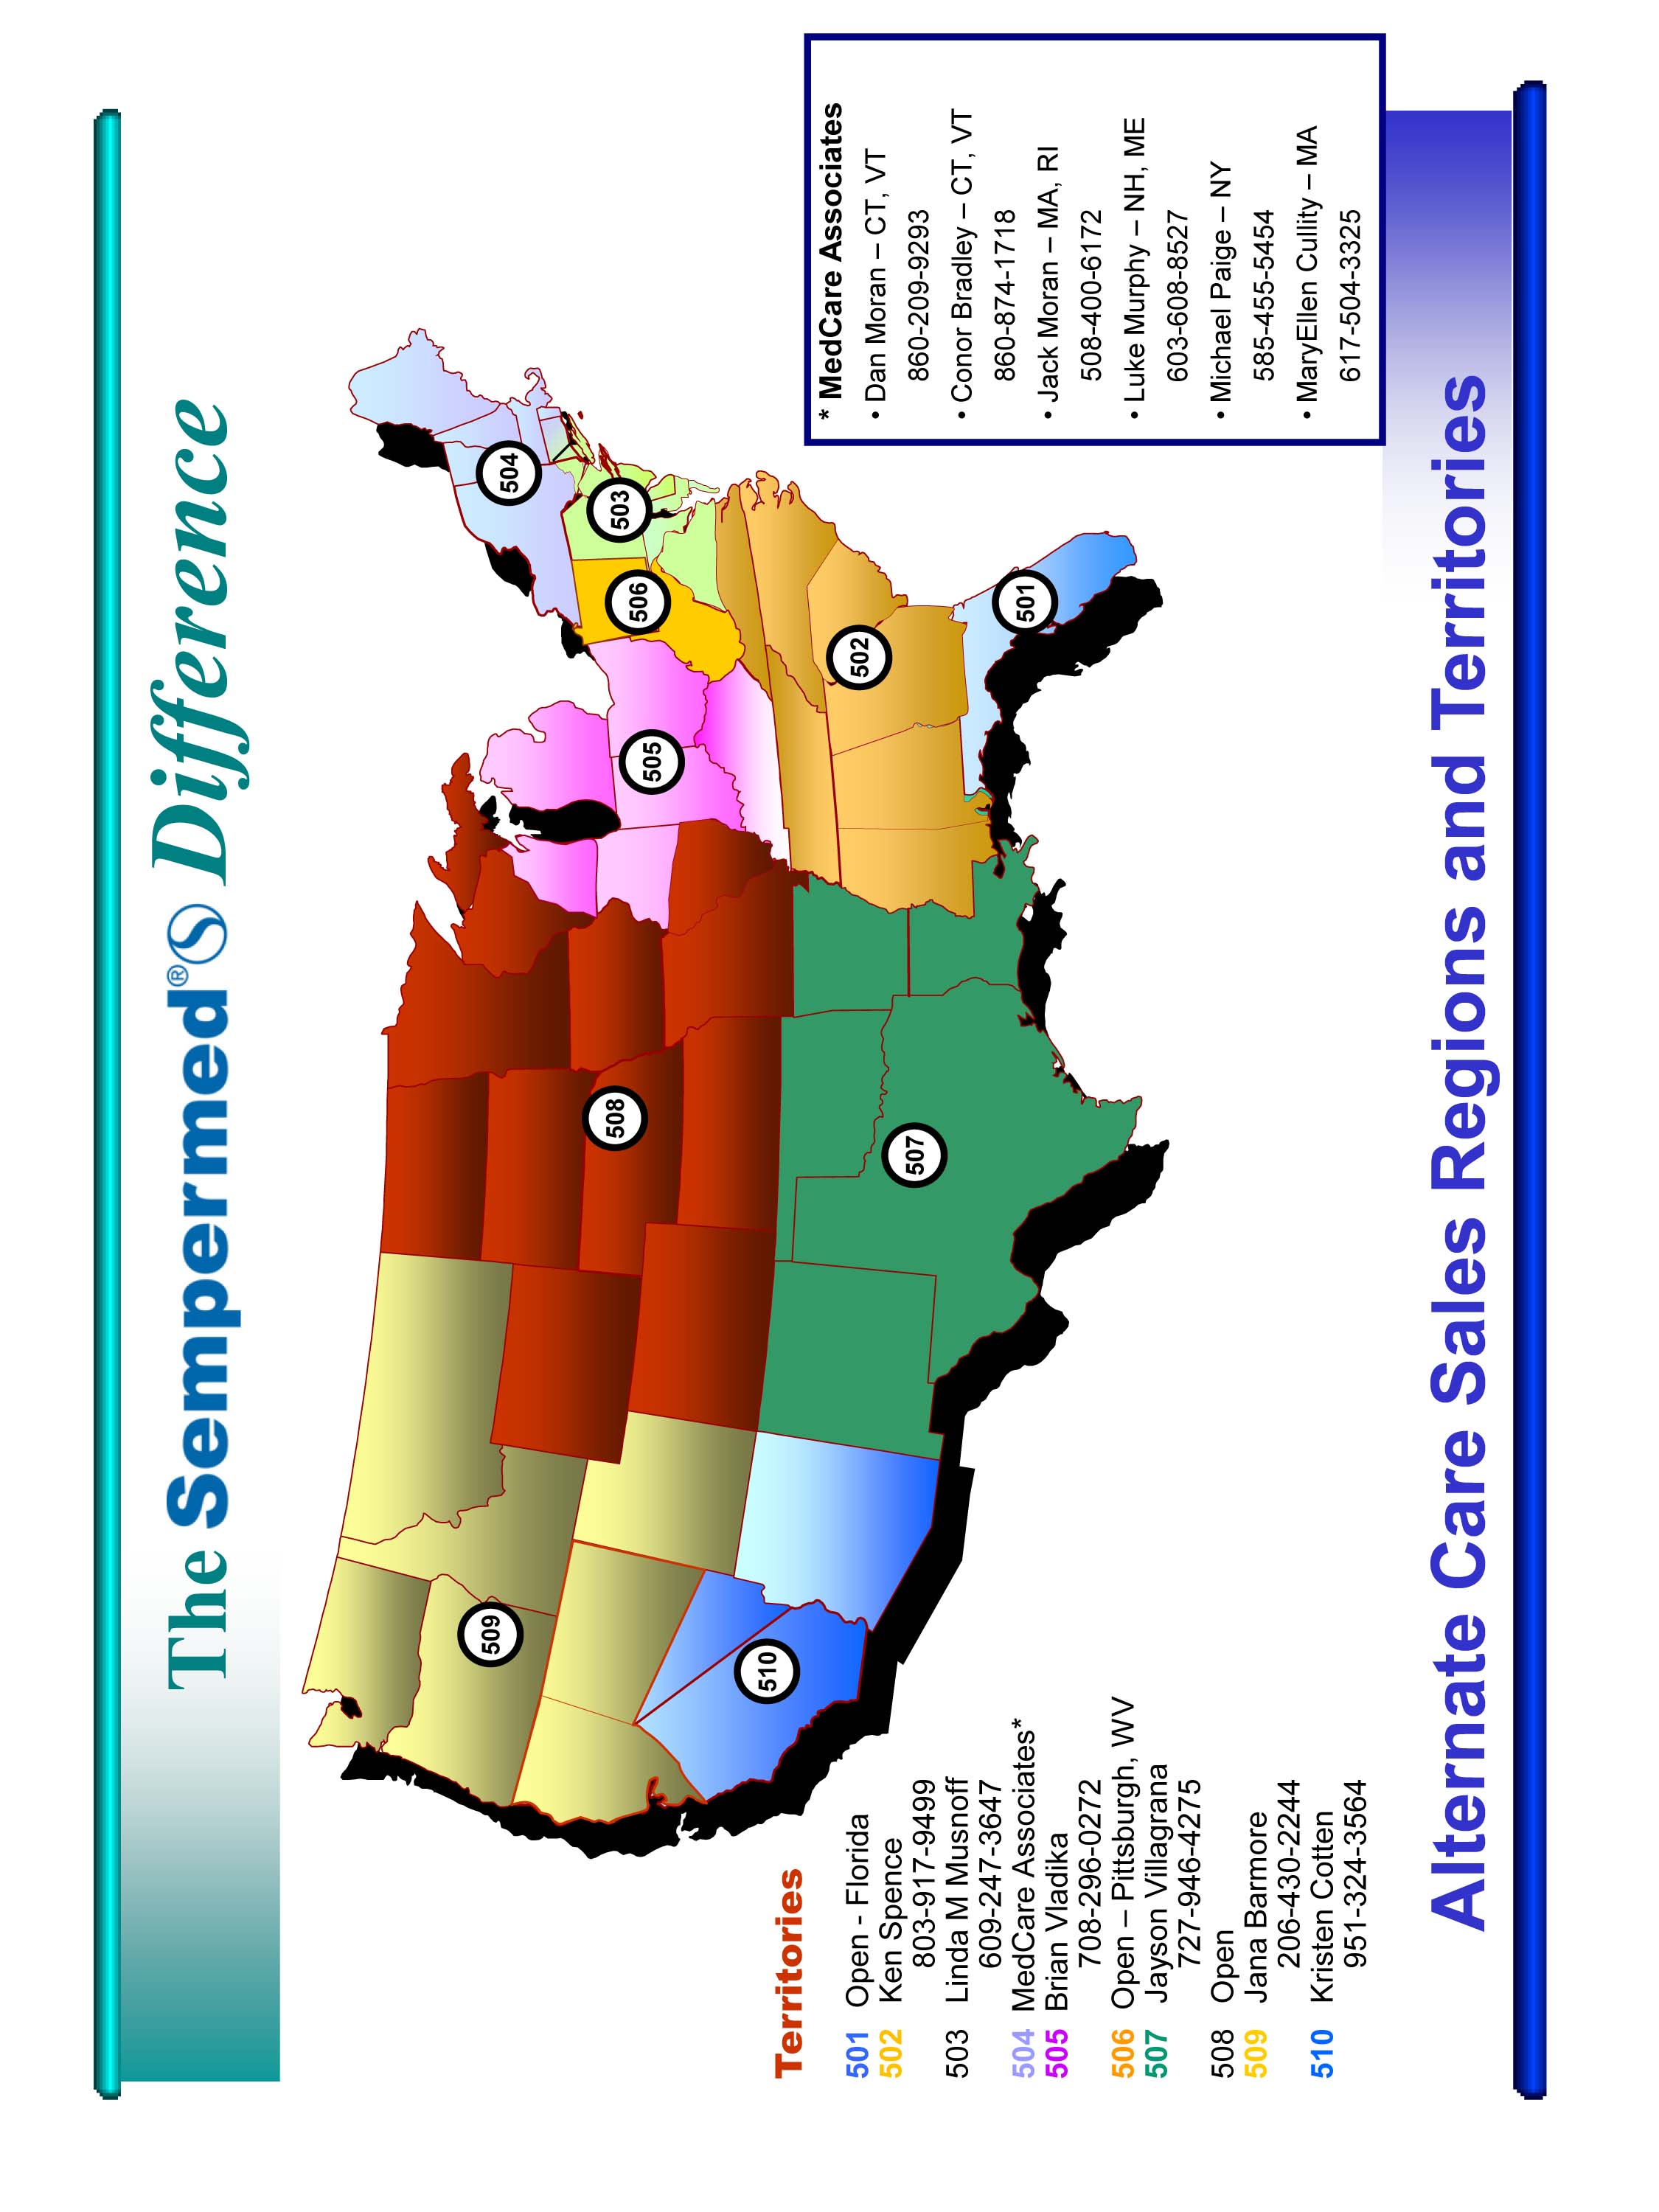 The Sempermed® Difference
504
503
506
505
502
501
508
507
509
510
Territories
501 Open - Florida
502 Ken Spence
803-917-9499
503 Linda M Musnoff
609-247-3647
504 MedCare Associates*
505 Brian Vladika
708-296-0272
506 Open – Pittsburgh, WV
507 Jayson Villagrana
727-946-4275
508 Open
509 Jana Barmore
206-430-2244
510 Kristen Cotten
951-324-3564
* MedCare Associates
• Dan Moran – CT, VT
860-209-9293
• Conor Bradley – CT, VT
860-874-1718
• Jack Moran – MA, RI
508-400-6172
• Luke Murphy – NH, ME
603-608-8527
• Michael Paige – NY
585-455-5454
• MaryEllen Cullity – MA
617-504-3325
Alternate Care Sales Regions and Territories